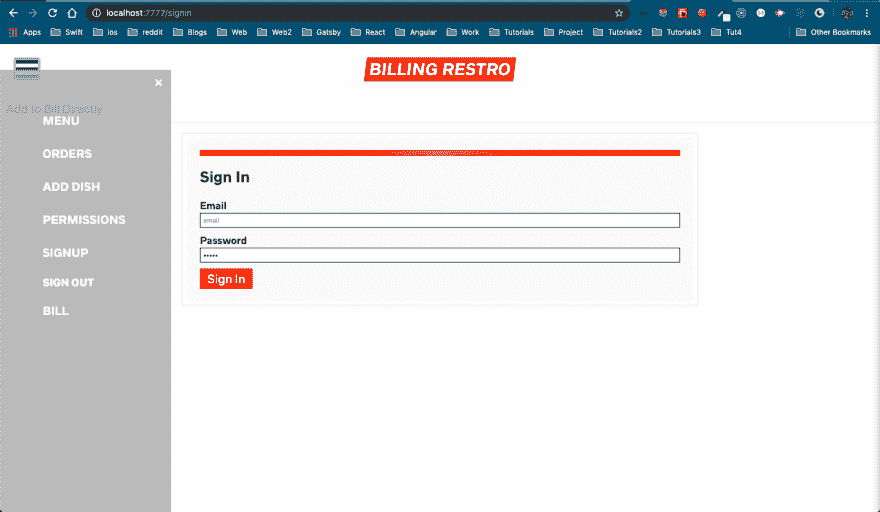 localhost:7777/signin
Apps Swift ios reddit Blogs Web Web2 Gatsby React Angular Work Tutorials Project Tutorials2 Tutorials3 Tut4 Other Bookmarks
BILLING RESTRO
×
Add to Bill Directly
MENU
ORDERS
ADD DISH
PERMISSIONS
SIGNUP
SIGN OUT
BILL
Sign In
Email
email
Password
•••••
Sign In